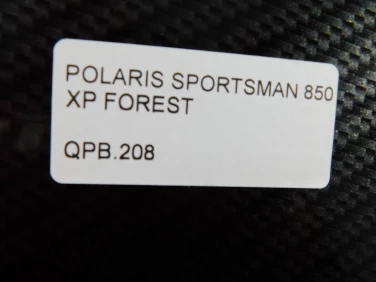 POLARIS SPORTSMAN 850
XP FOREST
QPB.208